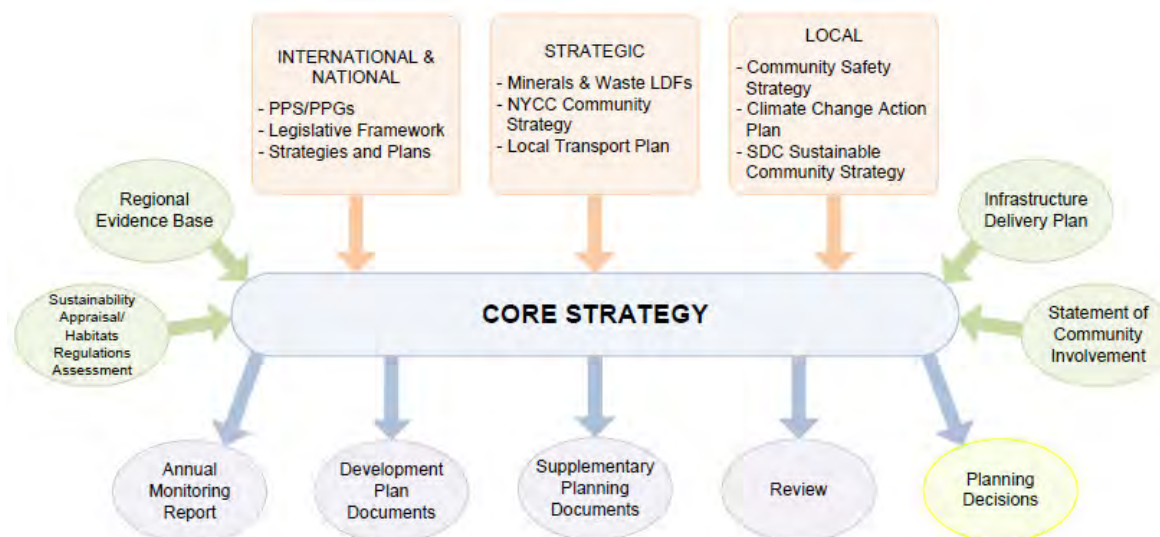 INTERNATIONAL &
NATIONAL
- PPS/PPGs
- Legislative Framework
- Strategies and Plans
STRATEGIC
- Minerals & Waste LDFs
- NYCC Community
Strategy
- Local Transport Plan
LOCAL
- Community Safety
Strategy
- Climate Change Action
Plan
- SDC Sustainable
Community Strategy
Regional
Evidence Base
Infrastructure
Delivery Plan
Sustainability
Appraisal/
Habitats
Regulations
Assessment
CORE STRATEGY
Statement of
Community
Involvement
Annual
Monitoring
Report
Development
Plan
Documents
Supplementary
Planning
Documents
Review
Planning
Decisions